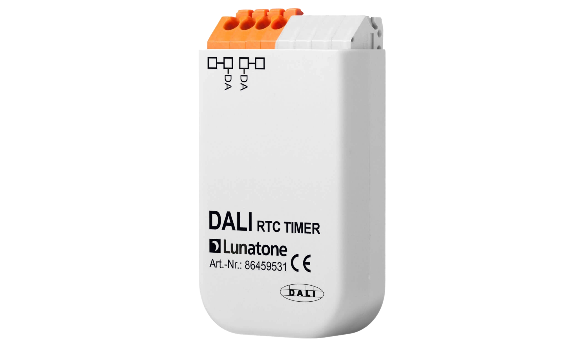 DA DA
DALI RTC TIMER
Lunatone
Art.-Nr.: 86459531 CE
DALI